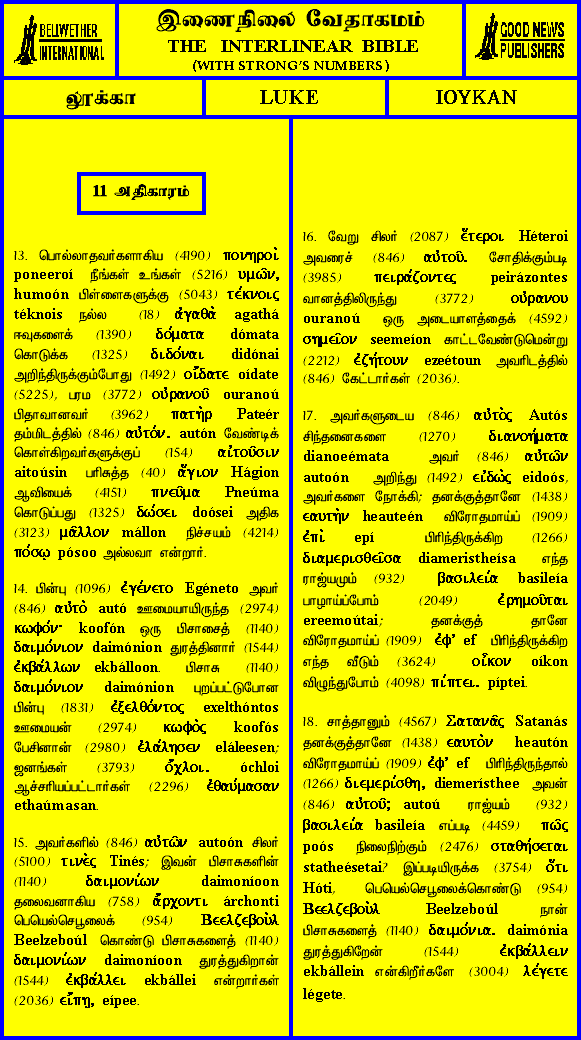 BELLWETHER
INTERNATIONAL
இணைநிலை வேதாகமம்
THE INTERLINEAR BIBLE
(WITH STRONG'S NUMBERS)
GOOD NEWS
PUBLISHERS
லூக்கா
LUKE
ΙΟΥΚΑΝ
11 அதிகாரம்
13. பொல்லாதவர்களாகிய (4190) πονηροὶ
poneeroí நீங்கள் உங்கள் (5216) υμῶν,
humoón பிள்ளைகளுக்கு (5043) τέκνοις
téknois நல்ல (18) ἀγαθὰ agathá
ஈவுகளைக் (1390) δόματα dómata
கொடுக்க (1325) διδόναι didónai
அறிந்திருக்கும்போது (1492) οἴδατε oídate
(5225), பரம (3772) οὐρανοῦ ouranoú
பிதாவானவர் (3962) πατὴρ Pateér
தம்மிடத்தில் (846) αὐτόν. autón வேண்டிக்
கொள்கிறவர்களுக்குப் (154) αἰτοῦσιν
aitoúsin பரிசுத்த (40) ἅγιον Hágion
ஆவியைக் (4151) πνεῦμα Pneúma
கொடுப்பது (1325) δώσει doósei அதிக
(3123) μᾶλλον mállon நிச்சயம் (4214)
πόσῳ pósoo அல்லவா என்றார்.
14. பின்பு (1096) ἐγένετο Egéneto அவர்
(846) αὐτὸ autó ஊமையாயிருந்த (2974)
κωφόν· koofón ஒரு பிசாசைத் (1140)
δαιμόνιον daimónion துரத்தினார் (1544)
ἐκβάλλων ekbálloon. பிசாசு (1140)
δαιμόνιον daimónion புறப்பட்டுபோன
பின்பு (1831) ἐξελθόντος exelthóntos
ஊமையன் (2974) κωφὸς koofós
பேசினான் (2980) ἐλάλησεν eláleesen;
ஜனங்கள் (3793) ὄχλοι. óchloi
ஆச்சரியப்பட்டார்கள் (2296) ἐθαύμασαν
ethaúmasan.
15. அவர்களில் (846) αὐτῶν autoón சிலர்
(5100) τινὲς Tinés; இவன் பிசாசுகளின்
(1140) δαιμονίων daimoníoon
தலைவனாகிய (758) ἄρχοντι árchonti
பெயெல்செபூலைக் (954) Βεελζεβοὺλ
Beelzeboúl கொண்டு பிசாசுகளைத் (1140)
δαιμονίων daimoníoon துரத்துகிறான்
(1544) ἐκβάλλει ekbállei என்றார்கள்
(2036) εἴπῃ, eípee.
16. வேறு சிலர் (2087) ἕτεροι Héteroi
அவரைச் (846) αὐτοῦ. சோதிக்கும்படி
(3985) πειράζοντες peirázontes
வானத்திலிருந்து (3772) οὐρανου
ouranoú ஒரு அடையாளத்தைக் (4592)
σημεῖον seemeíon காட்டவேண்டுமென்று
(2212) ἐζήτουν ezeétoun அவரிடத்தில்
(846) கேட்டார்கள் (2036).
17. அவர்களுடைய (846) αὐτὸς Autós
சிந்தனைகளை (1270) διανοήματα
dianoeémata அவர் (846) αὐτῶν
autoón அறிந்து (1492) εἰδὼς eidoós,
அவர்களை நோக்கி; தனக்குத்தானே (1438)
εαυτὴν heauteén விரோதமாய்ப் (1909)
ἐπὶ epí பிரிந்திருக்கிற (1266)
διαμερισθεῖσα diameristheísa எந்த
ராஜ்யமும் (932) βασιλεία basileía
பாழாய்ப்போம் (2049) ἐρημοῦται
ereemoútai; தனக்குத் தானே
விரோதமாய்ப் (1909) ἐφ' ef பிரிந்திருக்கிற
எந்த வீடும் (3624) οἶκον oíkon
விழுந்துபோம் (4098) πίπτει. píptei.
18. சாத்தானும் (4567) Σατανᾶς Satanás
தனக்குத்தானே (1438) εαυτὸν heautón
விரோதமாய்ப் (1909) ἐφ' ef பிரிந்திருந்தால்
(1266) διεμερίσθη, diemerísthee அவன்
(846) αὐτοῦ; autoú ராஜ்யம் (932)
βασιλεία basileía எப்படி (4459) πῶς
poós நிலைநிற்கும் (2476) σταθήσεται
statheésetai? இப்படியிருக்க (3754) ὅτι
Hóti, பெயெல்செபூலைக்கொண்டு (954)
Βεελζεβοὺλ Beelzeboúl நான்
பிசாசுகளைத் (1140) δαιμόνια. daimónia
துரத்துகிறேன் (1544) ἐκβάλλειν
ekbállein என்கிறீர்களே (3004) λέγετε
légete.